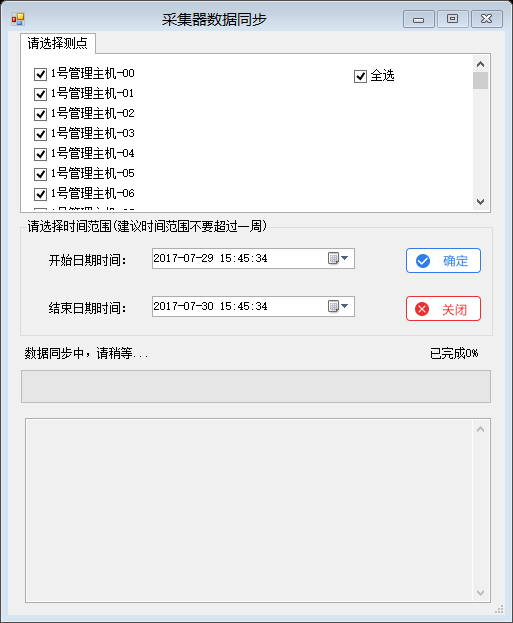 采集器数据同步
请选择测点
1号管理主机-00
全选
1号管理主机-01
1号管理主机-02
1号管理主机-03
1号管理主机-04
1号管理主机-05
1号管理主机-06
请选择时间范围(建议时间范围不要超过一周)
开始日期时间:
2017-07-29 15:45:34
确定
结束日期时间:
2017-07-30 15:45:34
关闭
数据同步中，请稍等...
已完成0%